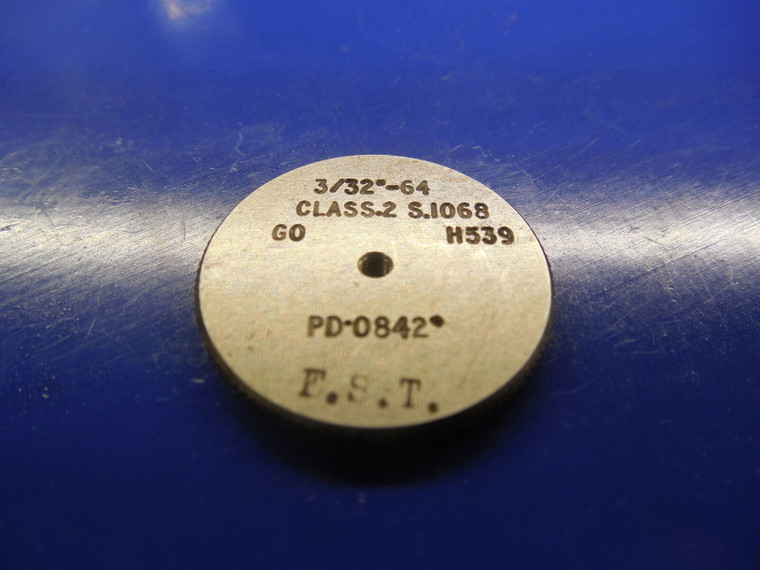 3/32"-64
CLASS.2 S.1068
GO H539
PD.0842"
F.S.T.